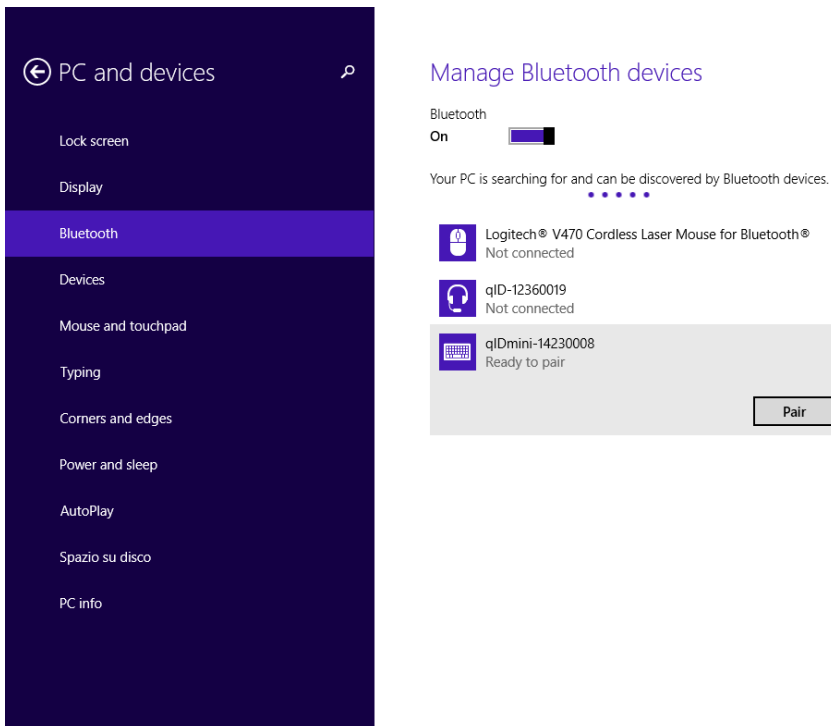 PC and devices
Lock screen
Display
Bluetooth
Devices
Mouse and touchpad
Typing
Corners and edges
Power and sleep
AutoPlay
Spazio su disco
PC info
Manage Bluetooth devices
Bluetooth
On
Your PC is searching for and can be discovered by Bluetooth devices.
Logitech® V470 Cordless Laser Mouse for Bluetooth®
Not connected
qID-12360019
Not connected
qIDmini-14230008
Ready to pair
Pair